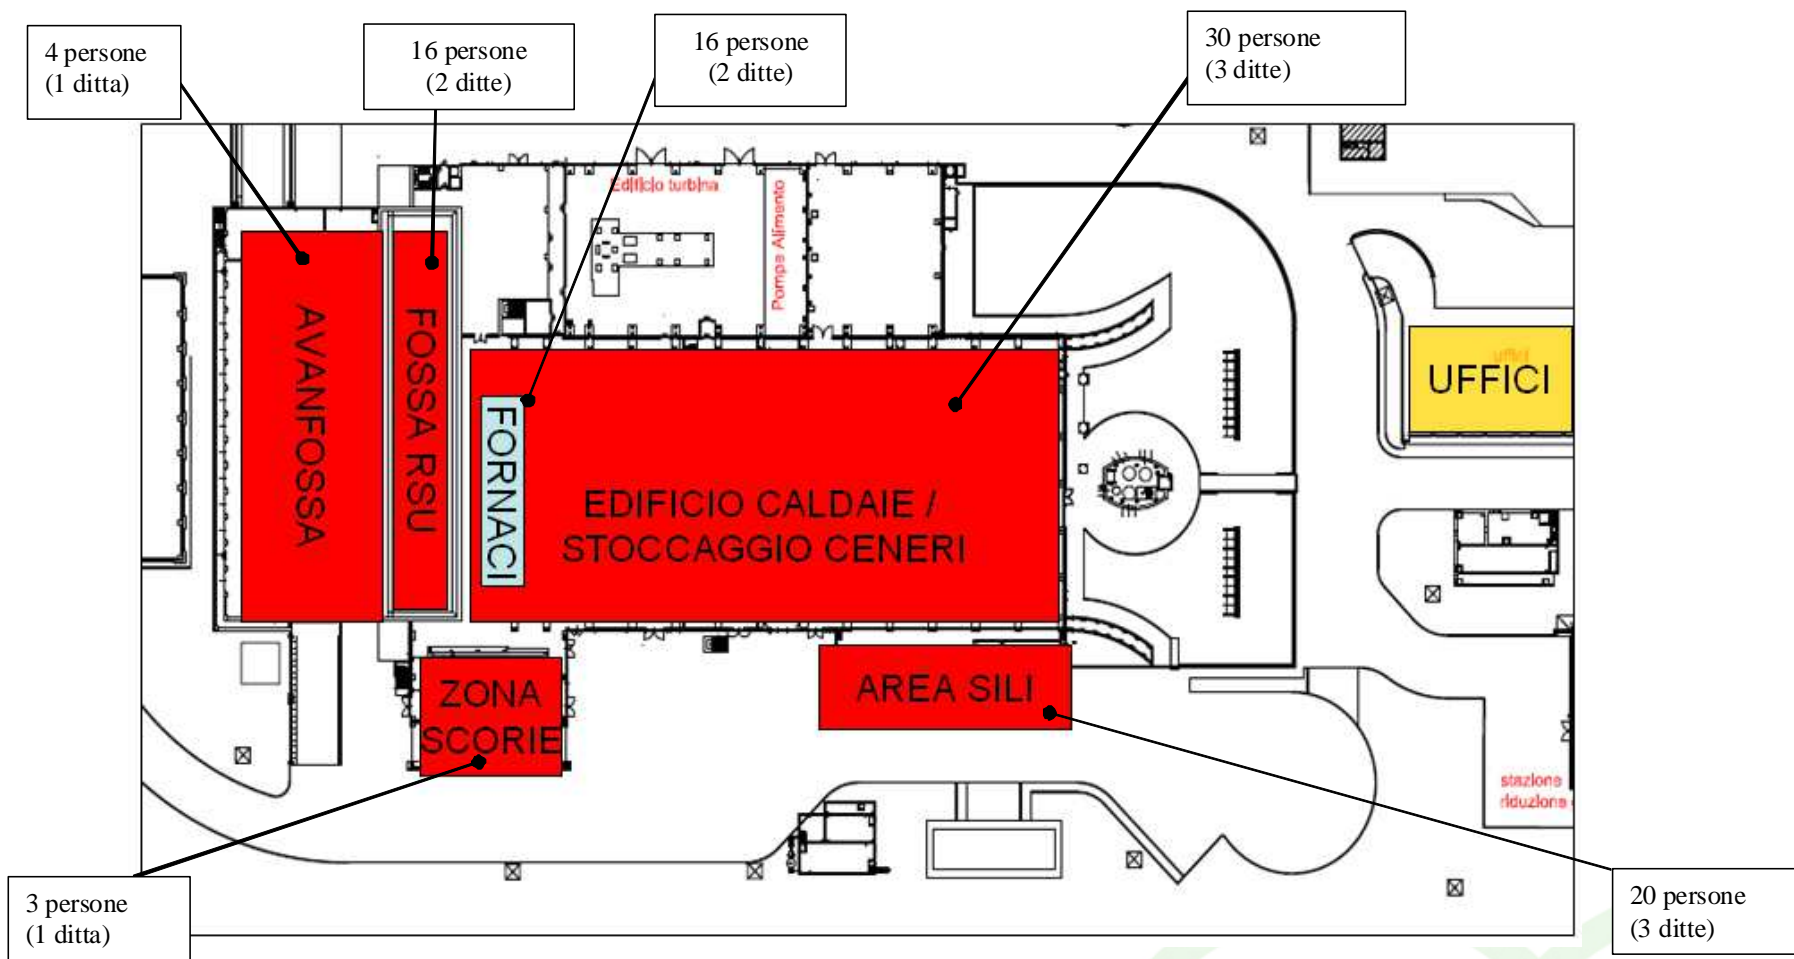 4 persone
(1 ditta)
16 persone
(2 ditte)
16 persone
(2 ditte)
30 persone
(3 ditte)
Edificio turbina
Pompe Alimento
AVANFOSSA
FOSSA RSU
FORNACI
EDIFICIO CALDAIE /
STOCCAGGIO CENERI
uffici
UFFICI
ZONA
SCORIE
AREA SILI
stazione
riduzione
3 persone
(1 ditta)
20 persone
(3 ditte)